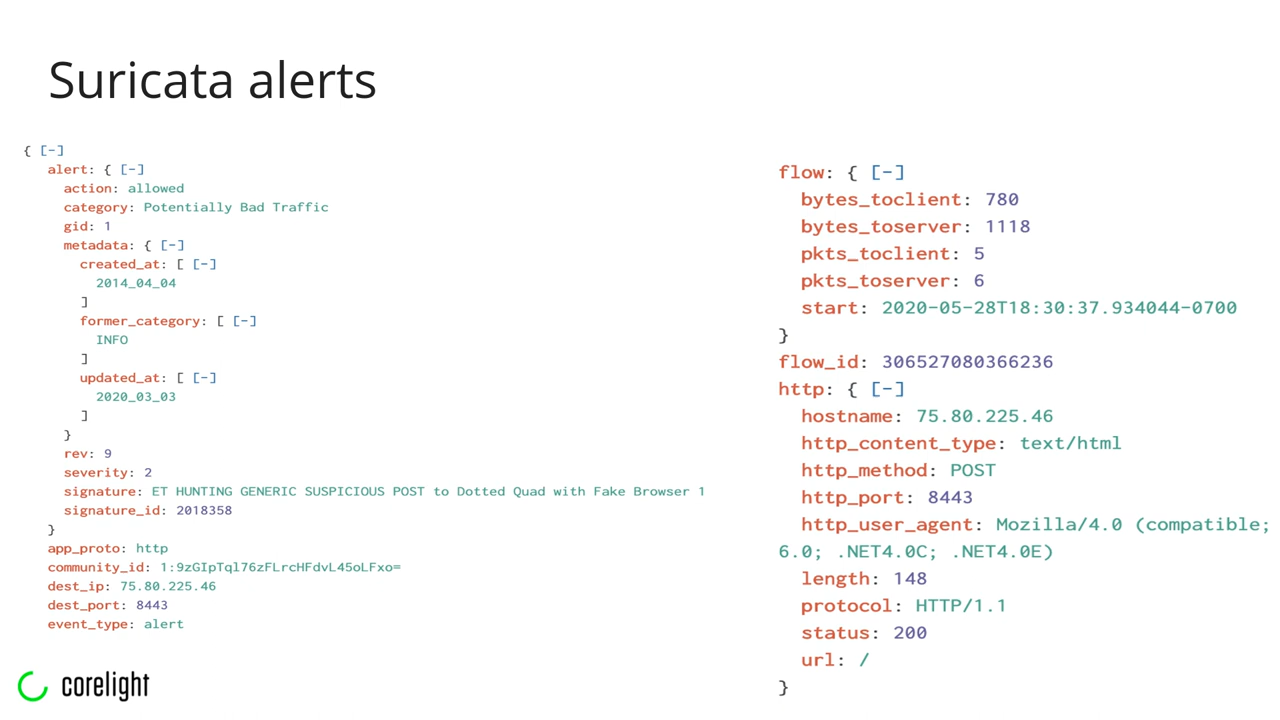 Suricata alerts
{ [-]
alert: { [-]
action: allowed
category: Potentially Bad Traffic
gid: 1
metadata: { [-]
created_at: [ [-]
2014_04_04
]
former_category: [ [-]
INFO
]
updated_at: [ [-]
2020_03_03
]
}
rev: 9
severity: 2
signature: ET HUNTING GENERIC SUSPICIOUS POST to Dotted Quad with Fake Browser 1
signature_id: 2018358
}
app_proto: http
community_id: 1:9zGIpTql76zFLrcHFdvL45oLFxo=
dest_ip: 75.80.225.46
dest_port: 8443
event_type: alert
flow: { [-]
bytes_toclient: 780
bytes_toserver: 1118
pkts_toclient: 5
pkts_toserver: 6
start: 2020-05-28T18:30:37.934044-0700
}
flow_id: 306527080366236
http: { [-]
hostname: 75.80.225.46
http_content_type: text/html
http_method: POST
http_port: 8443
http_user_agent: Mozilla/4.0 (compatible;
6.0; .NET4.0C; .NET4.0E)
length: 148
protocol: HTTP/1.1
status: 200
url: /
}
corelight